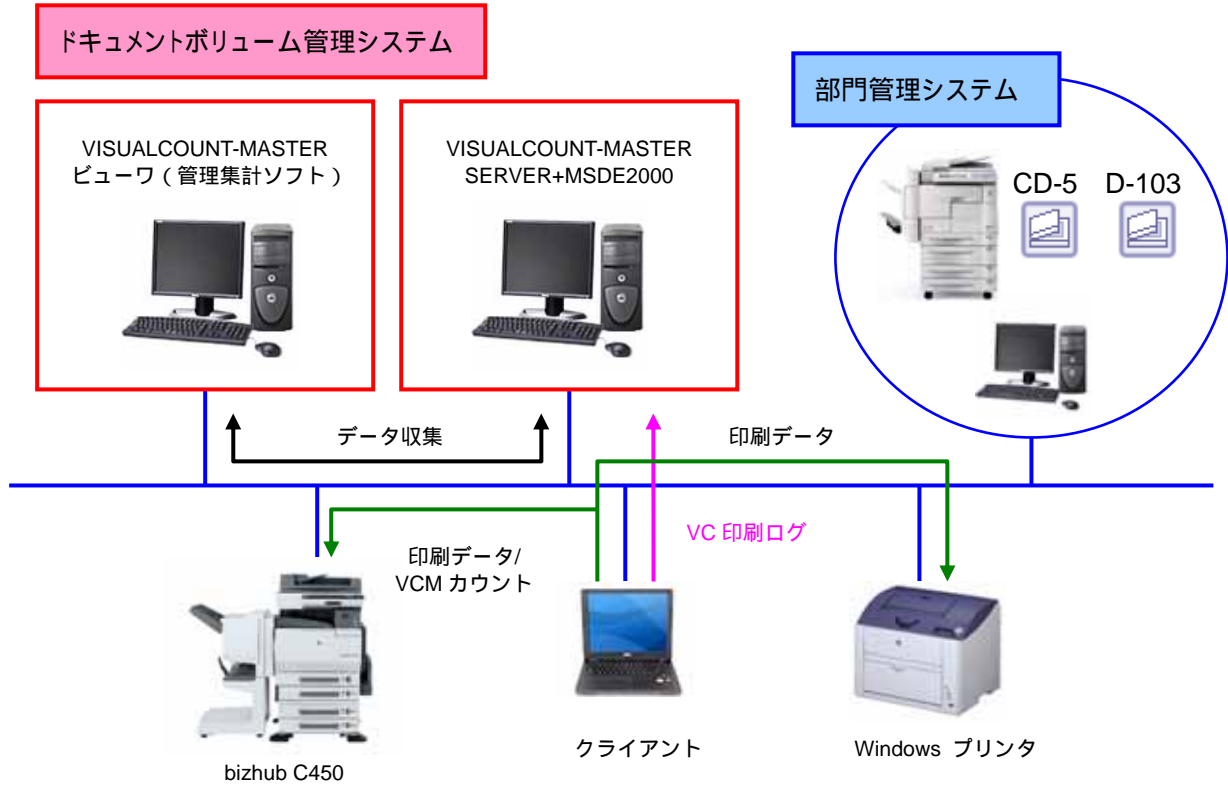 ドキュメントボリューム管理システム
部門管理システム
VISUALCOUNT-MASTER
ビューワ（管理集計ソフト）
VISUALCOUNT-MASTER
SERVER+MSDE2000
CD-5
D-103
データ収集
印刷データ
VC 印刷ログ
印刷データ/
VCM カウント
bizhub C450
クライアント
Windows プリンタ